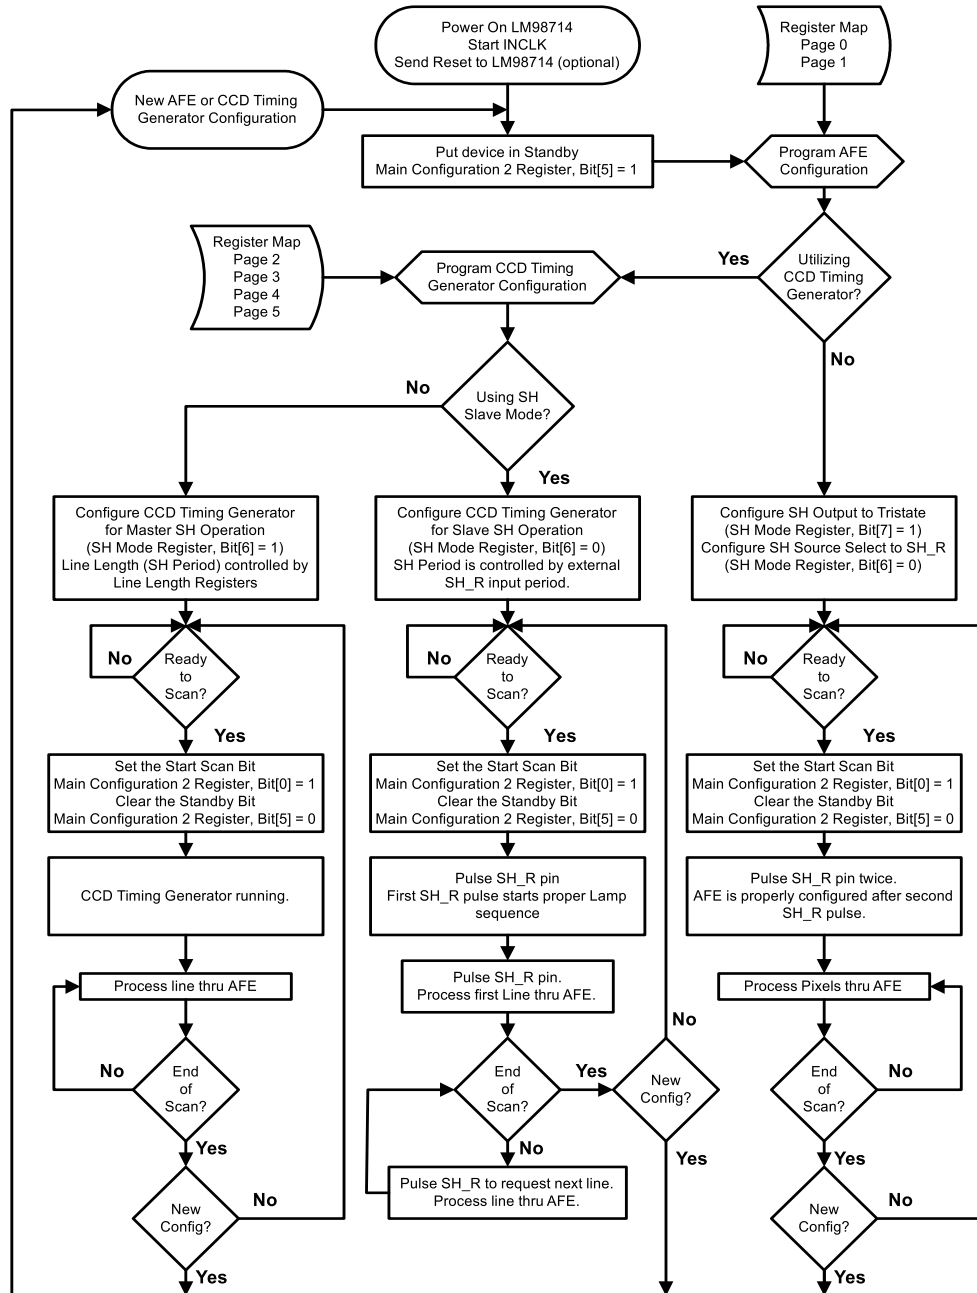 Power On LM98714
Start INCLK
Send Reset to LM98714 (optional)
Register Map
Page 0
Page 1
New AFE or CCD Timing
Generator Configuration
Put device in Standby
Main Configuration 2 Register, Bit[5] = 1
Program AFE
Configuration
Register Map
Page 2
Page 3
Page 4
Page 5
Program CCD Timing
Generator Configuration
Yes
Utilizing
CCD Timing
Generator?
No
No
Using SH
Slave Mode?
Yes
Configure CCD Timing Generator
for Master SH Operation
(SH Mode Register, Bit[6] = 1)
Line Length (SH Period) controlled by
Line Length Registers
Configure CCD Timing Generator
for Slave SH Operation
(SH Mode Register, Bit[6] = 0)
SH Period is controlled by external
SH_R input period.
Configure SH Output to Tristate
(SH Mode Register, Bit[7] = 1)
Configure SH Source Select to SH_R
(SH Mode Register, Bit[6] = 0)
No
Ready
to
Scan?
Yes
No
Ready
to
Scan?
Yes
No
Ready
to
Scan?
Yes
Set the Start Scan Bit
Main Configuration 2 Register, Bit[0] = 1
Clear the Standby Bit
Main Configuration 2 Register, Bit[5] = 0
Set the Start Scan Bit
Main Configuration 2 Register, Bit[0] = 1
Clear the Standby Bit
Main Configuration 2 Register, Bit[5] = 0
Set the Start Scan Bit
Main Configuration 2 Register, Bit[0] = 1
Clear the Standby Bit
Main Configuration 2 Register, Bit[5] = 0
CCD Timing Generator running.
Pulse SH_R pin
First SH_R pulse starts proper Lamp
sequence
Pulse SH_R pin twice.
AFE is properly configured after second
SH_R pulse.
Process line thru AFE
Pulse SH_R pin.
Process first Line thru AFE.
Process Pixels thru AFE
No
End
of
Scan?
Yes
End
of
Scan?
Yes
No
New
Config?
No
Yes
End
of
Scan?
No
Yes
Pulse SH_R to request next line.
Process line thru AFE.
New
Config?
No
Yes
New
Config?
No
Yes